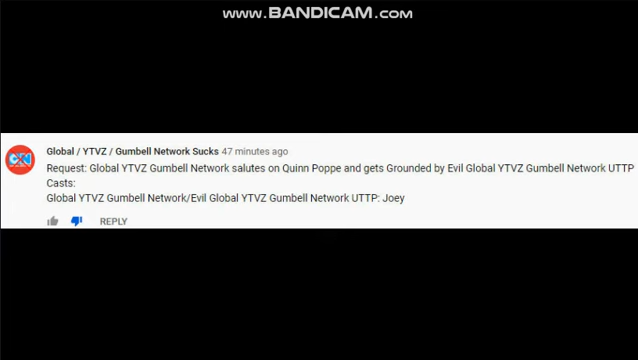 www.BANDICAM.com
Global / YTVZ / Gumbell Network Sucks 47 minutes ago
Request: Global YTVZ Gumbell Network salutes on Quinn Poppe and gets Grounded by Evil Global YTVZ Gumbell Network UTTP
Casts:
Global YTVZ Gumbell Network/Evil Global YTVZ Gumbell Network UTTP: Joey
REPLY